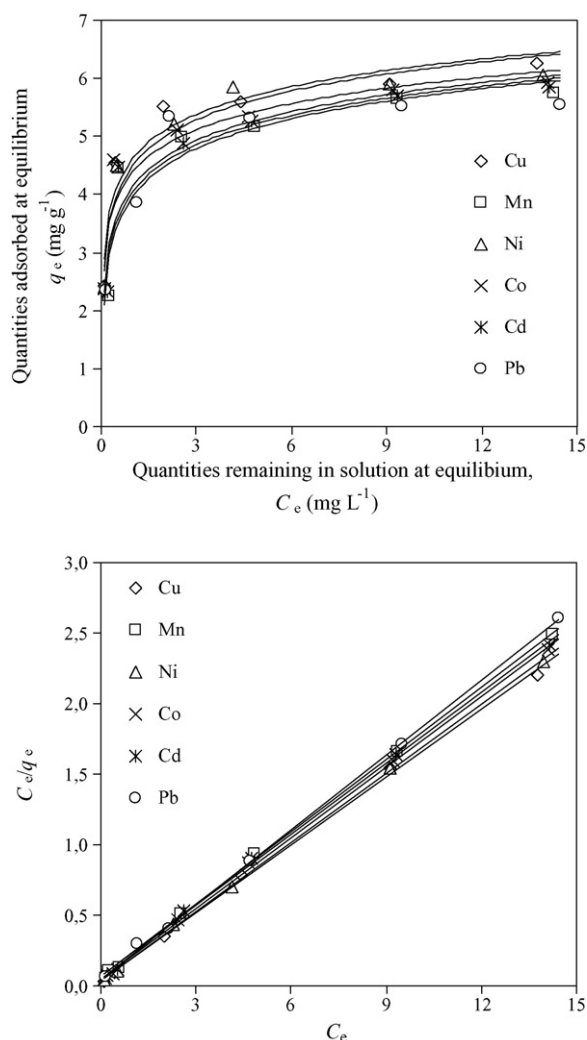 Quantities adsorbed at equilibrium
q e (mg g-1)
7
6
5
4
3
2
1
0
Cu
Mn
Ni
Co
Cd
Pb
0 3 6 9 12 15
Quantities remaining in solution at equilibium,
C e (mg L-1)
3,0
2,5
2,0
1,5
1,0
0,5
0,0
C e/q e
Cu
Mn
Ni
Co
Cd
Pb
0 3 6 9 12 15
Ce